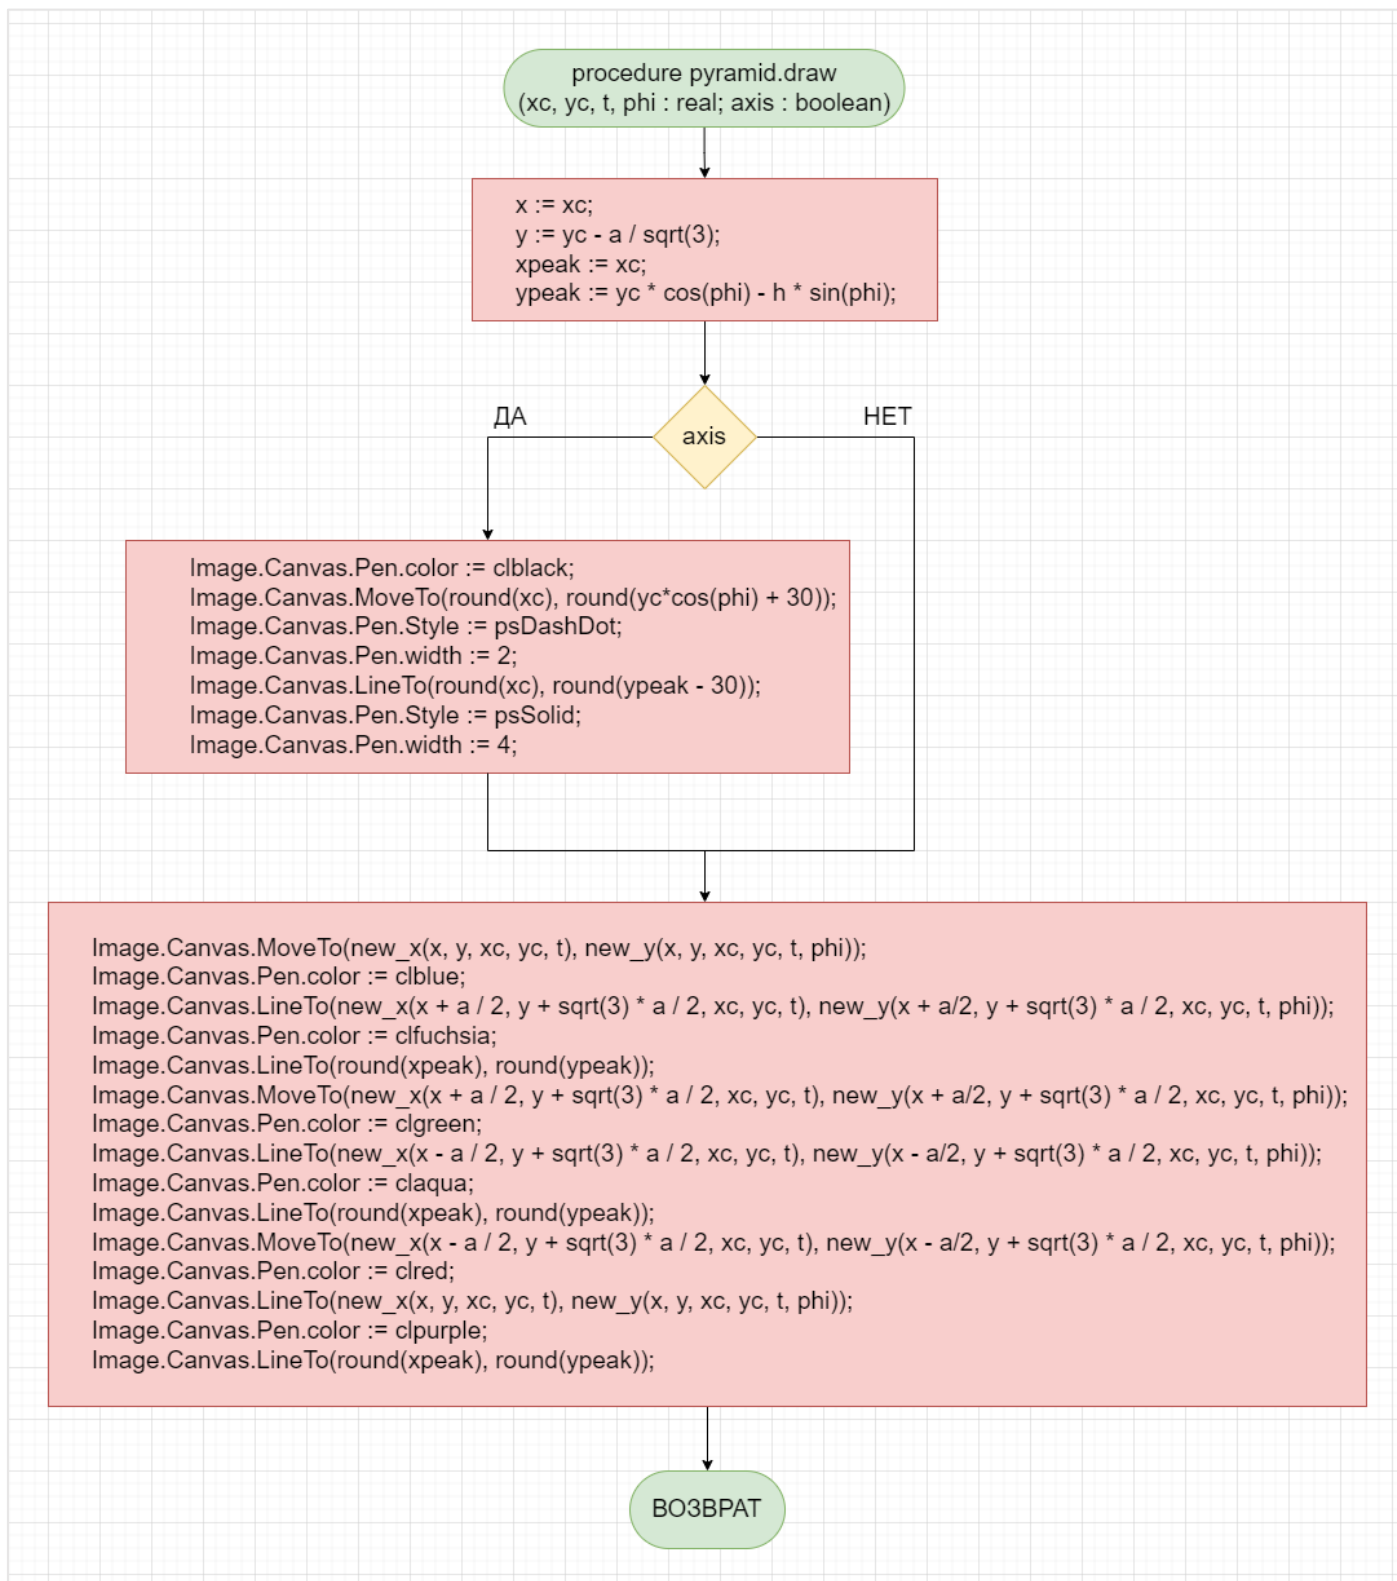 procedure pyramid.draw
(xc, yc, t, phi : real; axis : boolean)
x := xc;
y := yc - a / sqrt(3);
xpeak := xc;
ypeak := yc * cos(phi) - h * sin(phi);
ДА
НЕТ
axis
Image.Canvas.Pen.color := clblack;
Image.Canvas.MoveTo(round(xc), round(yc*cos(phi) + 30));
Image.Canvas.Pen.Style := psDashDot;
Image.Canvas.Pen.width := 2;
Image.Canvas.LineTo(round(xc), round(ypeak - 30));
Image.Canvas.Pen.Style := psSolid;
Image.Canvas.Pen.width := 4;
Image.Canvas.MoveTo(new_x(x, y, xc, yc, t), new_y(x, y, xc, yc, t, phi));
Image.Canvas.Pen.color := clblue;
Image.Canvas.LineTo(new_x(x + a / 2, y + sqrt(3) * a / 2, xc, yc, t), new_y(x + a/2, y + sqrt(3) * a / 2, xc, yc, t, phi));
Image.Canvas.Pen.color := clfuchsia;
Image.Canvas.LineTo(round(xpeak), round(ypeak));
Image.Canvas.MoveTo(new_x(x + a / 2, y + sqrt(3) * a / 2, xc, yc, t), new_y(x + a/2, y + sqrt(3) * a / 2, xc, yc, t, phi));
Image.Canvas.Pen.color := clgreen;
Image.Canvas.LineTo(new_x(x - a / 2, y + sqrt(3) * a / 2, xc, yc, t), new_y(x - a/2, y + sqrt(3) * a / 2, xc, yc, t, phi));
Image.Canvas.Pen.color := claqua;
Image.Canvas.LineTo(round(xpeak), round(ypeak));
Image.Canvas.MoveTo(new_x(x - a / 2, y + sqrt(3) * a / 2, xc, yc, t), new_y(x - a/2, y + sqrt(3) * a / 2, xc, yc, t, phi));
Image.Canvas.Pen.color := clred;
Image.Canvas.LineTo(new_x(x, y, xc, yc, t), new_y(x, y, xc, yc, t, phi));
Image.Canvas.Pen.color := clpurple;
Image.Canvas.LineTo(round(xpeak), round(ypeak));
ВОЗВРАТ